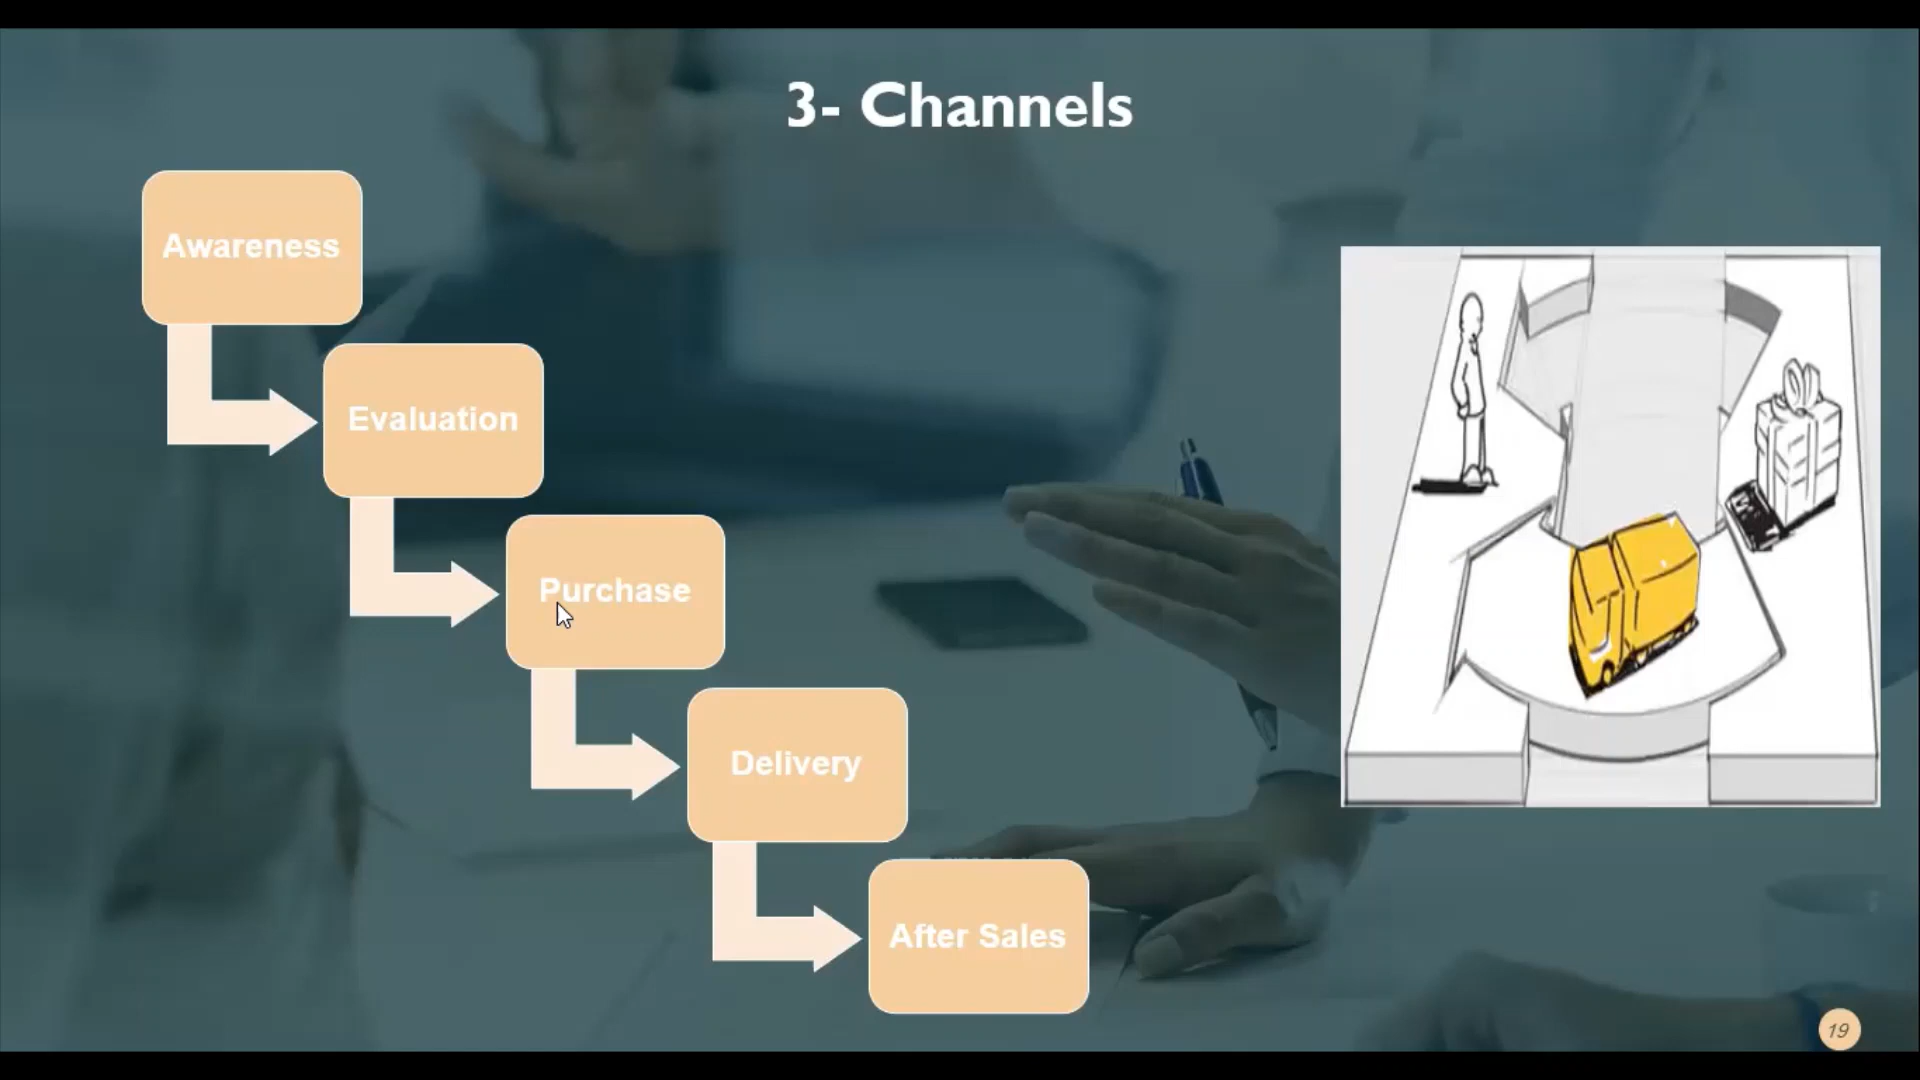 3- Channels
Awareness
Evaluation
Purchase
Delivery
After Sales
19